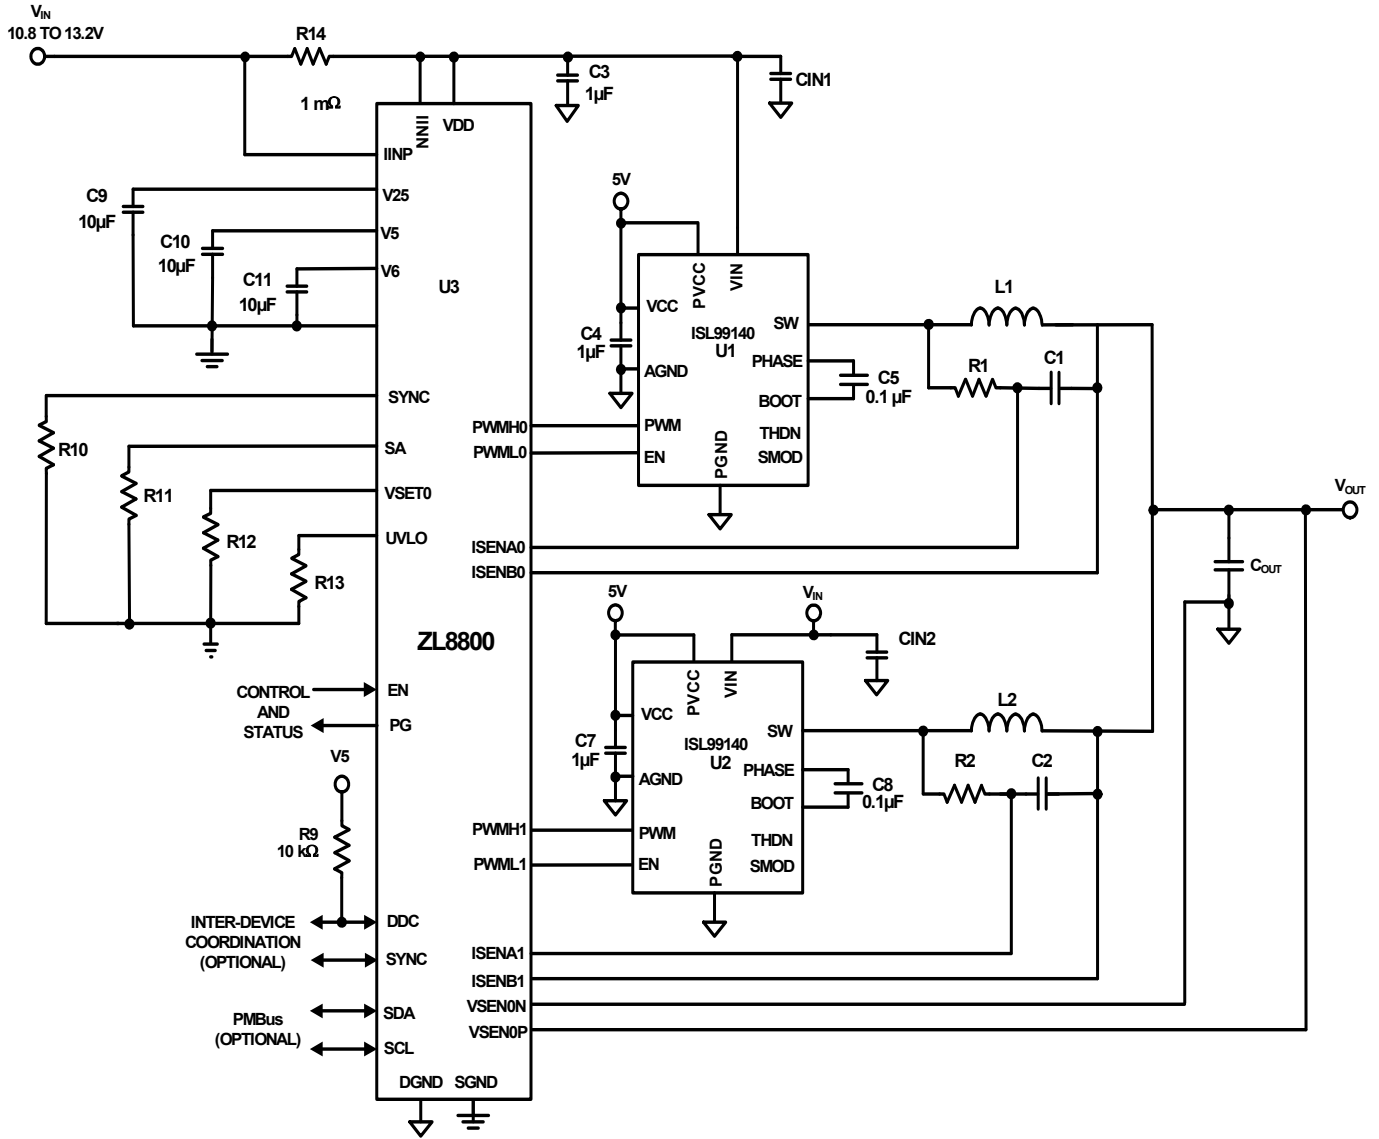 V_IN
10.8 TO 13.2V
R14
1 mΩ
C3
1µF
CIN1
IINN
VDD
IINP
C9
10µF
V25
C10
10µF
V5
C11
10µF
V6
U3
5V
PVCC
VIN
VCC
ISL99140
U1
SW
L1
C4
1µF
AGND
PHASE
C5
0.1 µF
BOOT
R1
C1
PWMH0
PWM
THDN
PWML0
EN
SMOD
PGND
SYNC
R10
SA
R11
VSET0
R12
UVLO
R13
ISENA0
ISENB0
V_OUT
C_OUT
ZL8800
5V
V_IN
CIN2
PVCC
VIN
VCC
ISL99140
U2
SW
L2
C7
1µF
AGND
PHASE
C8
0.1µF
BOOT
R2
C2
PWMH1
PWM
THDN
PWML1
EN
SMOD
PGND
CONTROL
AND
STATUS
EN
PG
V5
R9
10 kΩ
INTER-DEVICE
COORDINATION
(OPTIONAL)
DDC
SYNC
PMBus
(OPTIONAL)
SDA
SCL
ISENA1
ISENB1
VSEN0N
VSEN0P
DGND
SGND